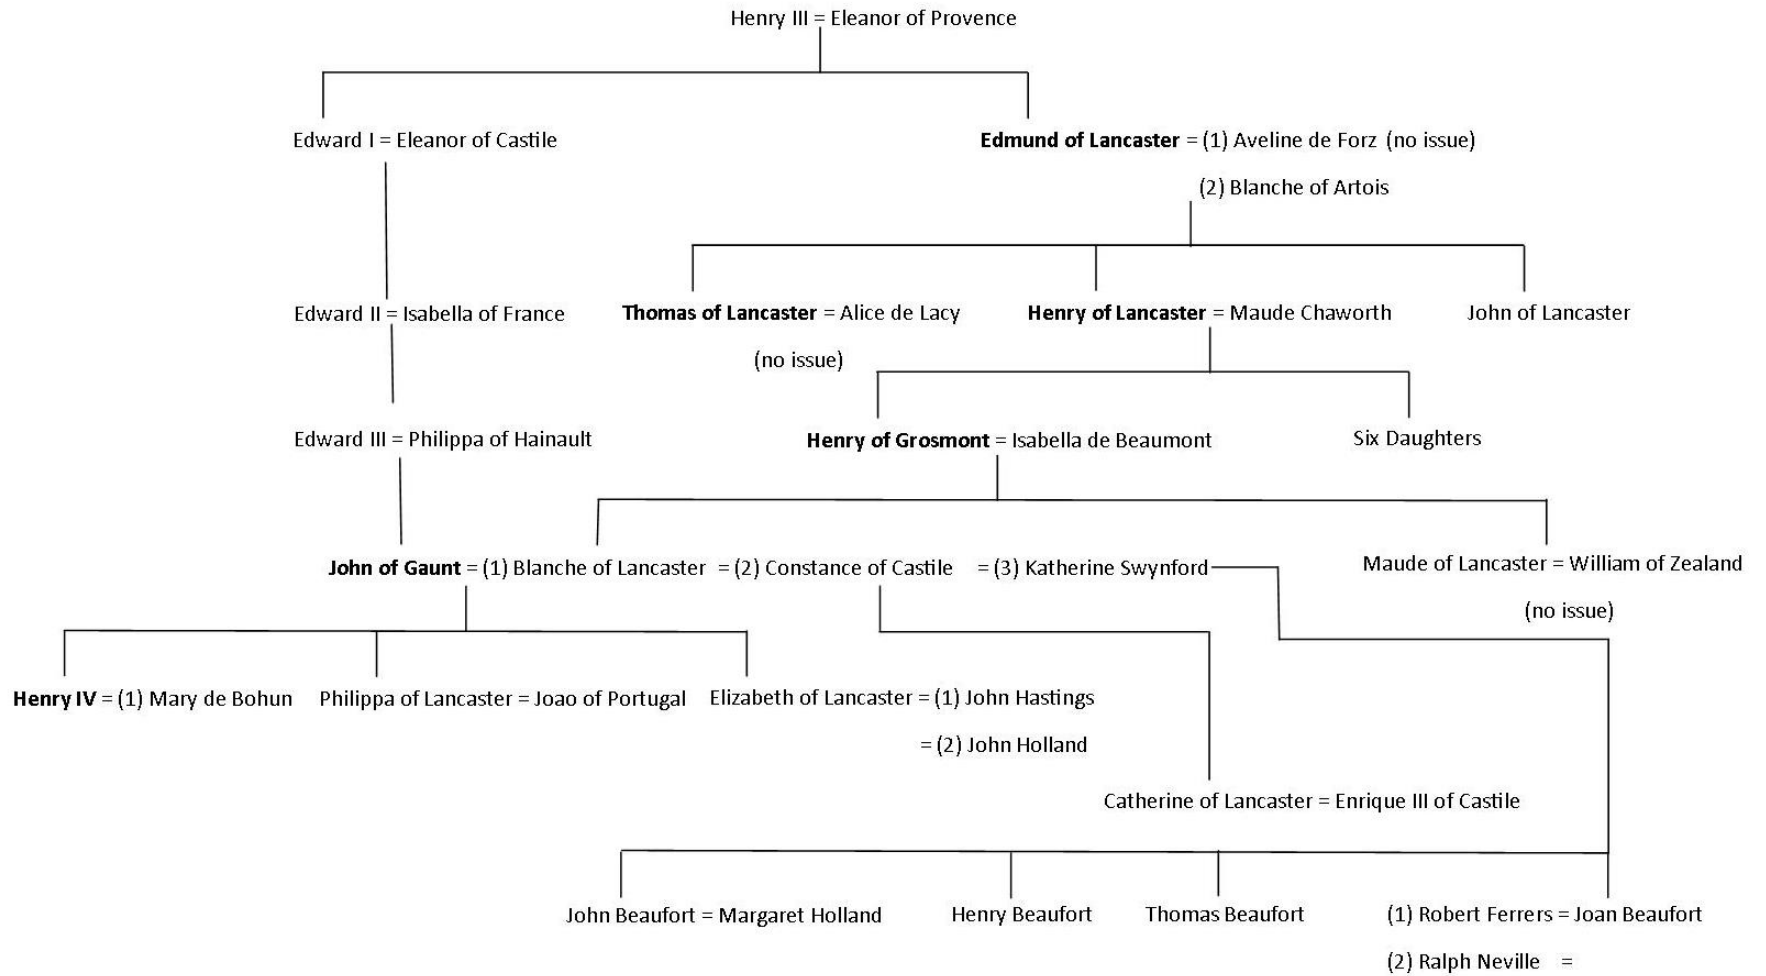 Henry III = Eleanor of Provence
Edward I = Eleanor of Castile
Edmund of Lancaster = (1) Aveline de Forz (no issue)
(2) Blanche of Artois
Edward II = Isabella of France
Thomas of Lancaster = Alice de Lacy
Henry of Lancaster = Maude Chaworth
John of Lancaster
(no issue)
Edward III = Philippa of Hainault
Henry of Grosmont = Isabella de Beaumont
Six Daughters
John of Gaunt = (1) Blanche of Lancaster = (2) Constance of Castile = (3) Katherine Swynford
Maude of Lancaster = William of Zealand
(no issue)
Henry IV = (1) Mary de Bohun
Philippa of Lancaster = Joao of Portugal
Elizabeth of Lancaster = (1) John Hastings
= (2) John Holland
Catherine of Lancaster = Enrique III of Castile
John Beaufort = Margaret Holland
Henry Beaufort
Thomas Beaufort
(1) Robert Ferrers = Joan Beaufort
(2) Ralph Neville =